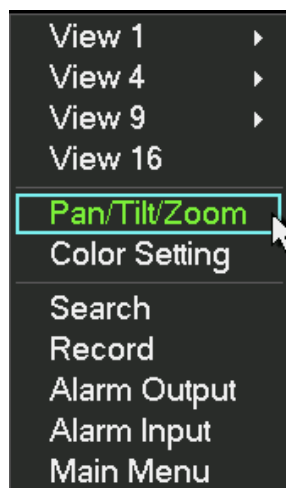 View 1
View 4
View 9
View 16
Pan/Tilt/Zoom
Color Setting
Search
Record
Alarm Output
Alarm Input
Main Menu